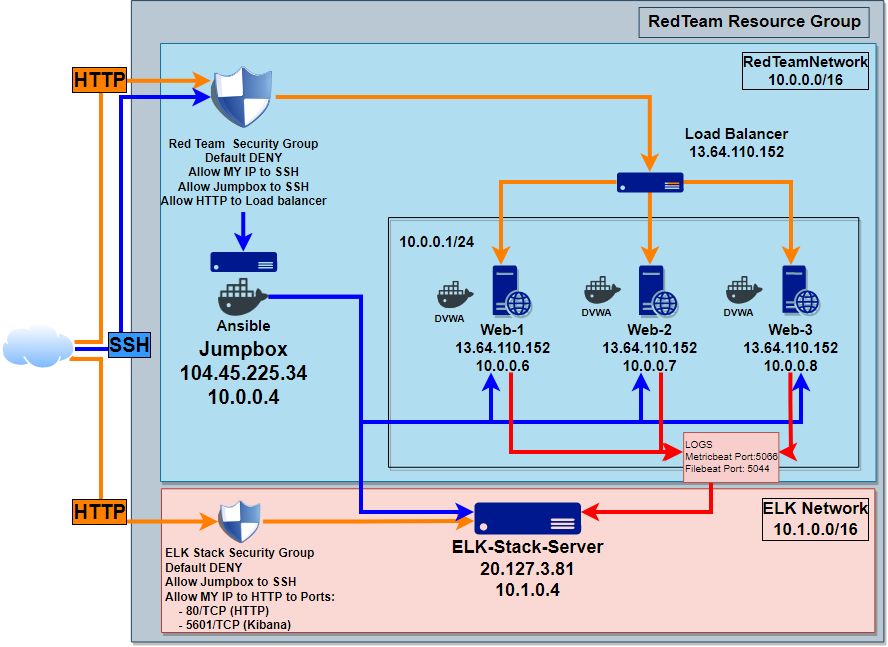 RedTeam Resource Group
RedTeamNetwork
10.0.0.0/16
HTTP
Red Team Security Group
Default DENY
Allow MY IP to SSH
Allow Jumpbox to SSH
Allow HTTP to Load balancer
Load Balancer
13.64.110.152
10.0.0.1/24
DVWA
Web-1
13.64.110.152
10.0.0.6
DVWA
Web-2
13.64.110.152
10.0.0.7
DVWA
Web-3
13.64.110.152
10.0.0.8
SSH
Ansible
Jumpbox
104.45.225.34
10.0.0.4
LOGS
Metricbeat Port:5066
Filebeat Port: 5044
HTTP
ELK Network
10.1.0.0/16
ELK-Stack-Server
20.127.3.81
10.1.0.4
ELK Stack Security Group
Default DENY
Allow Jumpbox to SSH
Allow MY IP to HTTP to Ports:
- 80/TCP (HTTP)
- 5601/TCP (Kibana)